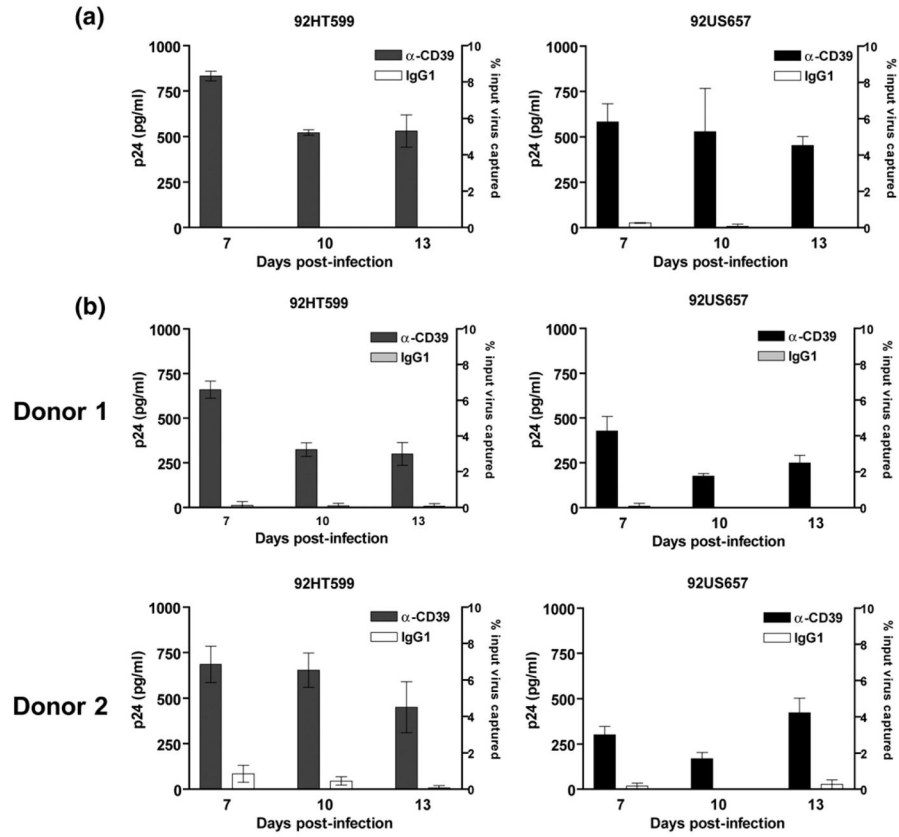 (a)
92HT599
92US657
1000
750
500
250
0
p24 (pg/ml)
α-CD39
IgG1
10
8
6
4
2
0
% input virus captured
7 10 13
Days post-infection
1000
750
500
250
0
p24 (pg/ml)
α-CD39
IgG1
10
8
6
4
2
0
% input virus captured
7 10 13
Days post-infection
(b)
Donor 1
92HT599
1000
750
500
250
0
p24 (pg/ml)
α-CD39
IgG1
10
8
6
4
2
0
% input virus captured
7 10 13
Days post-infection
92US657
1000
750
500
250
0
p24 (pg/ml)
α-CD39
IgG1
10
8
6
4
2
0
% input virus captured
7 10 13
Days post-infection
Donor 2
92HT599
1000
750
500
250
0
p24 (pg/ml)
α-CD39
IgG1
10
8
6
4
2
0
% input virus captured
7 10 13
Days post-infection
92US657
1000
750
500
250
0
p24 (pg/ml)
α-CD39
IgG1
10
8
6
4
2
0
% input virus captured
7 10 13
Days post-infection